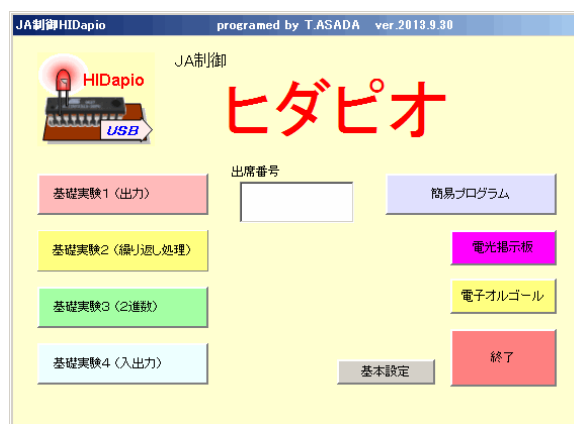 JA制御HIDapio programed by T.ASADA ver.2013.9.30
HIDapio
USB
JA制御
ヒダピオ
出席番号
基礎実験1（出力）
簡易プログラム
基礎実験2（繰り返し処理）
電光掲示板
基礎実験3（2進数）
電子オルゴール
基礎実験4（入出力）
基本設定
終了